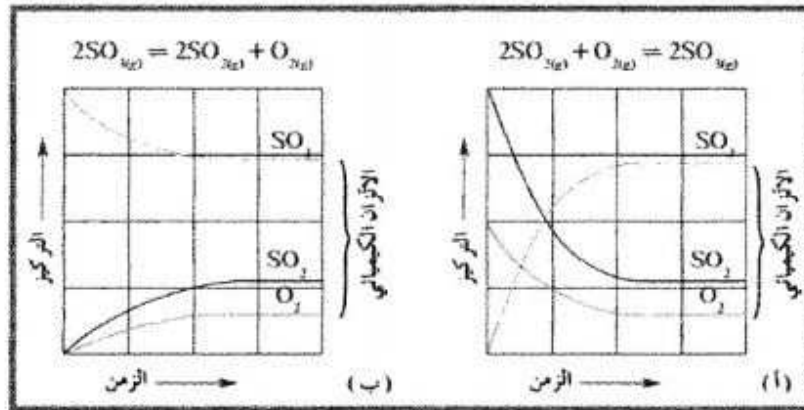 2SO₂(g) + O₂(g) ⇌ 2SO₃(g)
SO₃
SO₂
O₂
التركيز
الاتزان الكيميائي
الزمن
(أ)
2SO₃(g) ⇌ 2SO₂(g) + O₂(g)
SO₃
SO₂
O₂
التركيز
الاتزان الكيميائي
الزمن
(ب)